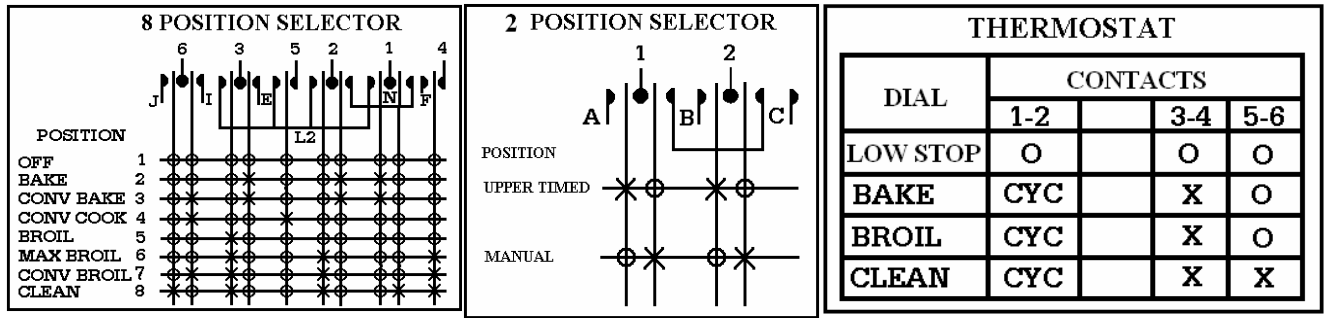 8 POSITION SELECTOR
6 3 5 2 1 4
J I E N F
L2
POSITION
OFF 1
BAKE 2
CONV BAKE 3
CONV COOK 4
BROIL 5
MAX BROIL 6
CONV BROIL 7
CLEAN 8
2 POSITION SELECTOR
1 2
A B C
POSITION
UPPER TIMED
MANUAL
THERMOSTAT
DIAL CONTACTS
1-2 3-4 5-6
LOW STOP O O O
BAKE CYC X O
BROIL CYC X O
CLEAN CYC X X